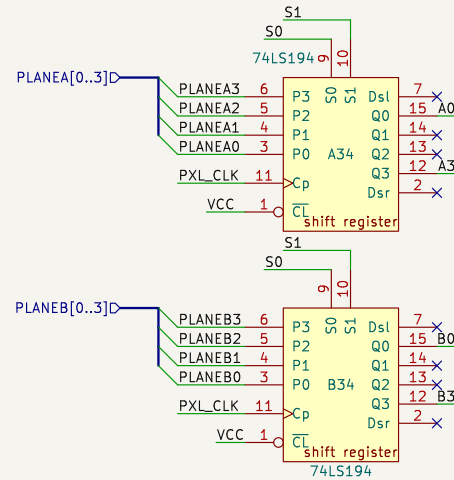 S1
S0
74LS194
9
10
PLANEA[0..3]
PLANEA3 6 P3 S0 S1 Dsl 7
PLANEA2 5 P2 Q0 15 A0
PLANEA1 4 P1 Q1 14
PLANEA0 3 P0 A34 Q2 13
Q3 12 A3
PXL_CLK 11 Cp Dsr 2
VCC 1 CL
shift register
S1
S0
9
10
PLANEB[0..3]
PLANEB3 6 P3 S0 S1 Dsl 7
PLANEB2 5 P2 Q0 15 B0
PLANEB1 4 P1 Q1 14
PLANEB0 3 P0 B34 Q2 13
Q3 12 B3
PXL_CLK 11 Cp Dsr 2
VCC 1 CL
shift register
74LS194